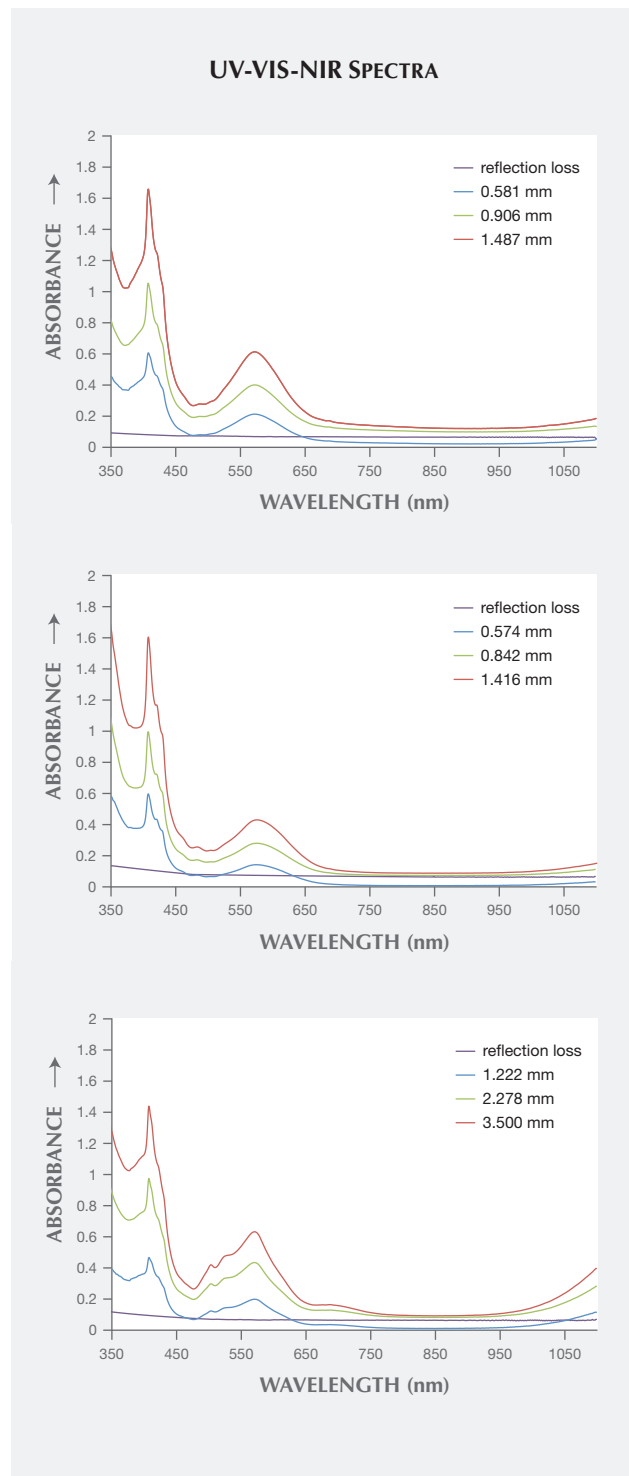 UV-VIS-NIR SPECTRA
2
1.8
1.6
1.4
1.2
1
0.8
0.6
0.4
0.2
0
ABSORBANCE
reflection loss
0.581 mm
0.906 mm
1.487 mm
350 450 550 650 750 850 950 1050
WAVELENGTH (nm)
2
1.8
1.6
1.4
1.2
1
0.8
0.6
0.4
0.2
0
ABSORBANCE
reflection loss
0.574 mm
0.842 mm
1.416 mm
350 450 550 650 750 850 950 1050
WAVELENGTH (nm)
2
1.8
1.6
1.4
1.2
1
0.8
0.6
0.4
0.2
0
ABSORBANCE
reflection loss
1.222 mm
2.278 mm
3.500 mm
350 450 550 650 750 850 950 1050
WAVELENGTH (nm)